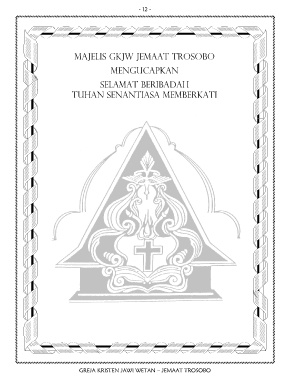 - 12 -
MAJELIS GKJW JEMAAT TROSOBO
MENGUCAPKAN
SELAMAT BERIBADAH
TUHAN SENANTIASA MEMBERKATI
GREJA KRISTEN JAWI WETAN – JEMAAT TROSOBO